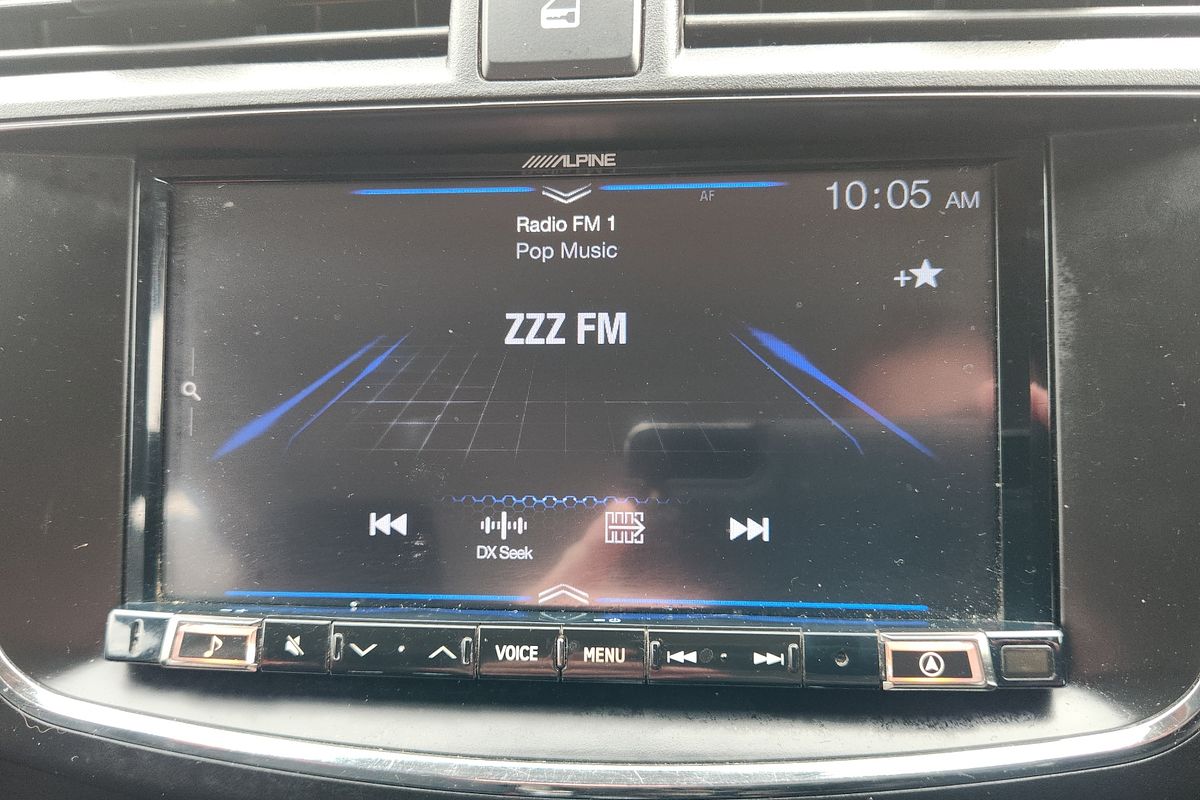 ALPINE
AF
10:05 AM
Radio FM 1
Pop Music
ZZZ FM
DX Seek
VOICE
MENU